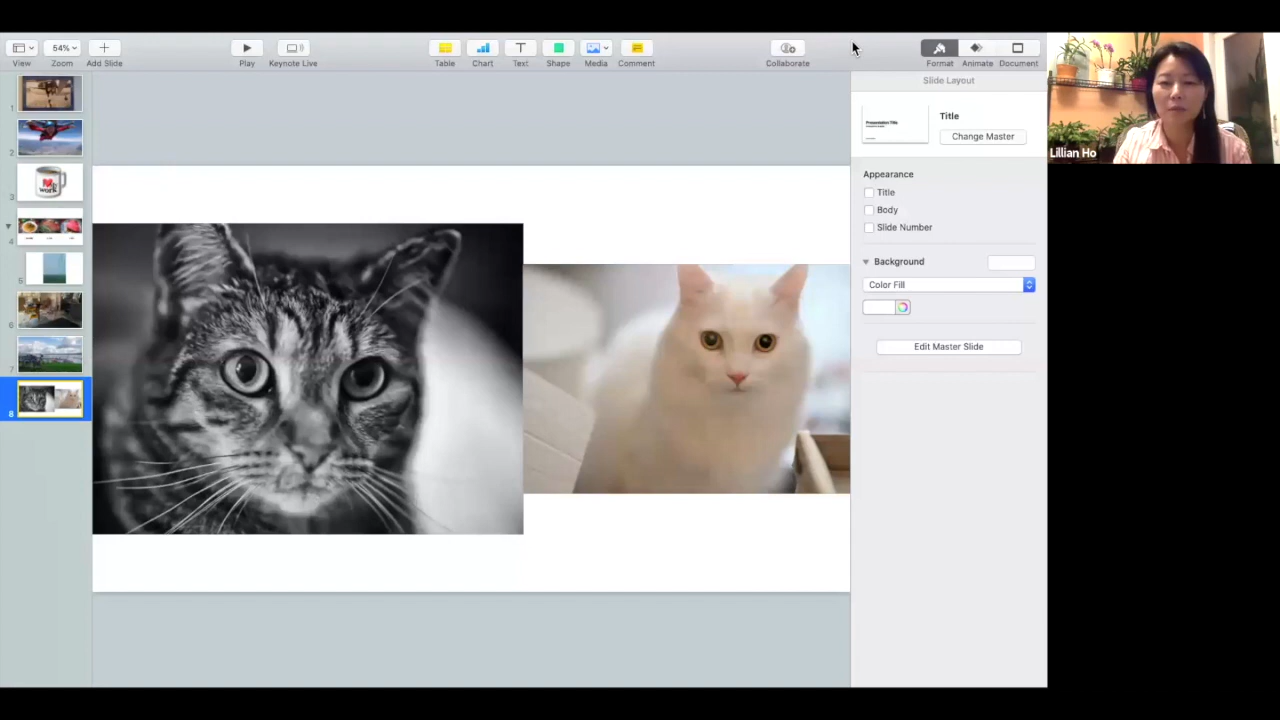 54%
View
Zoom
Add Slide
Play
Keynote Live
Table
Chart
Text
Shape
Media
Comment
Collaborate
Format
Animate
Document
Slide Layout
Presentation Title
Title
Change Master
Appearance
Title
Body
Slide Number
Background
Color Fill
Edit Master Slide
1
2
3
4
5
6
7
8
Lillian Ho